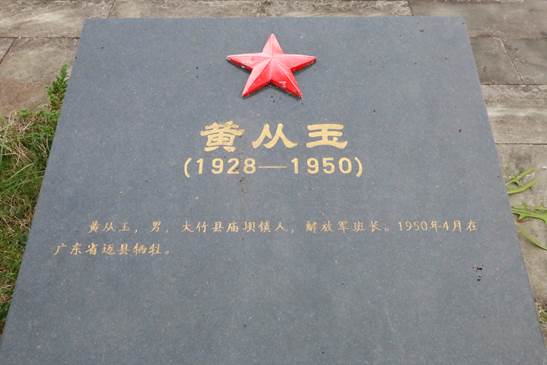 黄从玉
(1928—1950)
黄从玉，男，大竹县庙坝镇人，解放军班长。1950年4月在
广东省迈县牺牲。